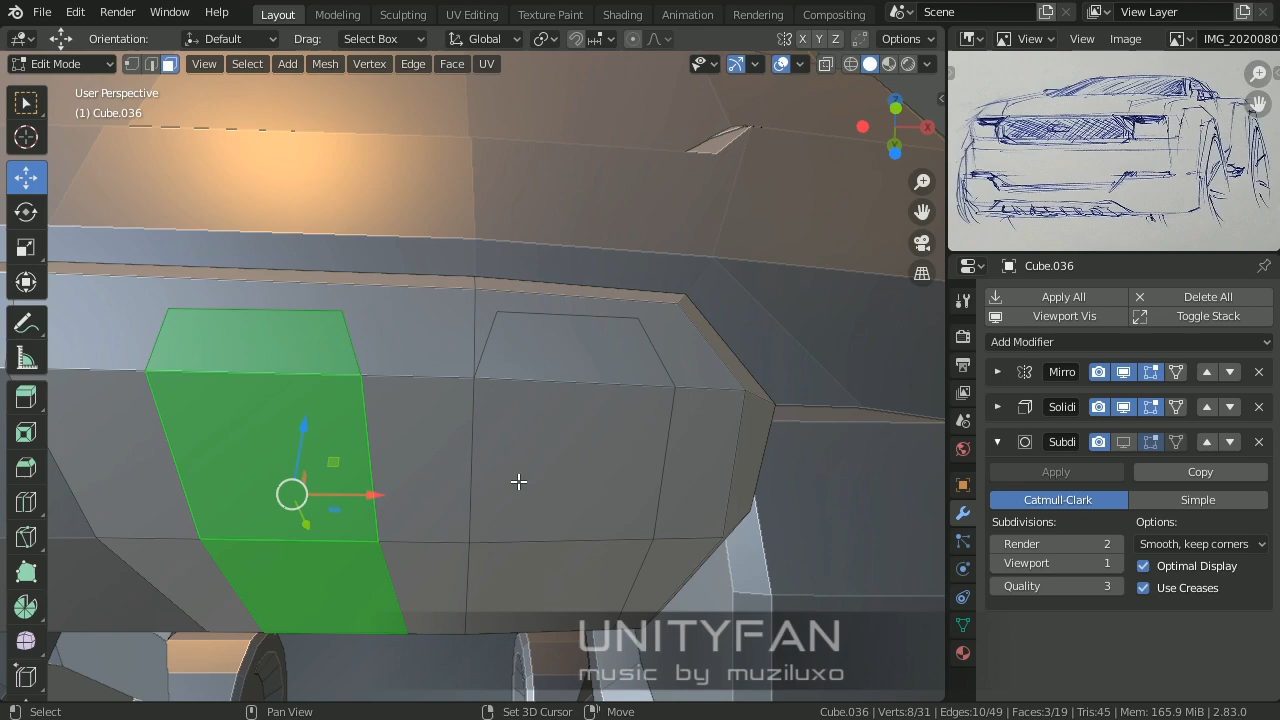 File Edit Render Window Help
Layout Modeling Sculpting UV Editing Texture Paint Shading Animation Rendering Compositing
Scene
View Layer
Orientation: Default Drag: Select Box Global
X Y Z
Options
View View Image IMG_20200807
Edit Mode View Select Add Mesh Vertex Edge Face UV
User Perspective
(1) Cube.036
Cube.036
Apply All Delete All
Viewport Vis Toggle Stack
Add Modifier
Mirro
Solidi
Subdi
Apply Copy
Catmull-Clark Simple
Subdivisions: Options:
Render 2 Smooth, keep corners
Viewport 1 Optimal Display
Quality 3 Use Creases
UNITYFAN
music by muziluxo
Select Pan View Set 3D Cursor Move
Cube.036 | Verts:8/31 | Edges:10/49 | Faces:3/19 | Tris:45 | Mem: 165.9 MiB | 2.83.0